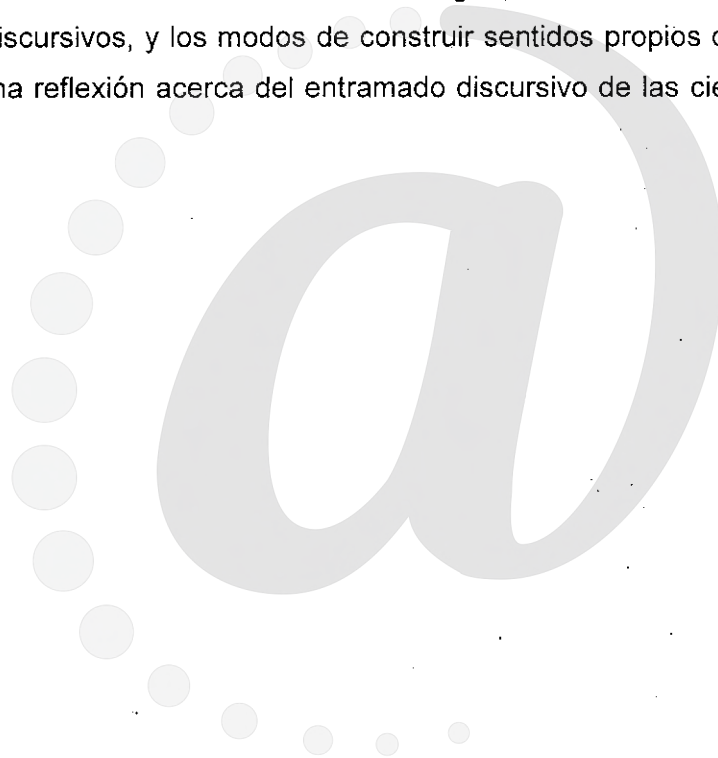 iscursivos, y los modos de construir sentidos propios
na reflexión acerca del entramado discursivo de las cie